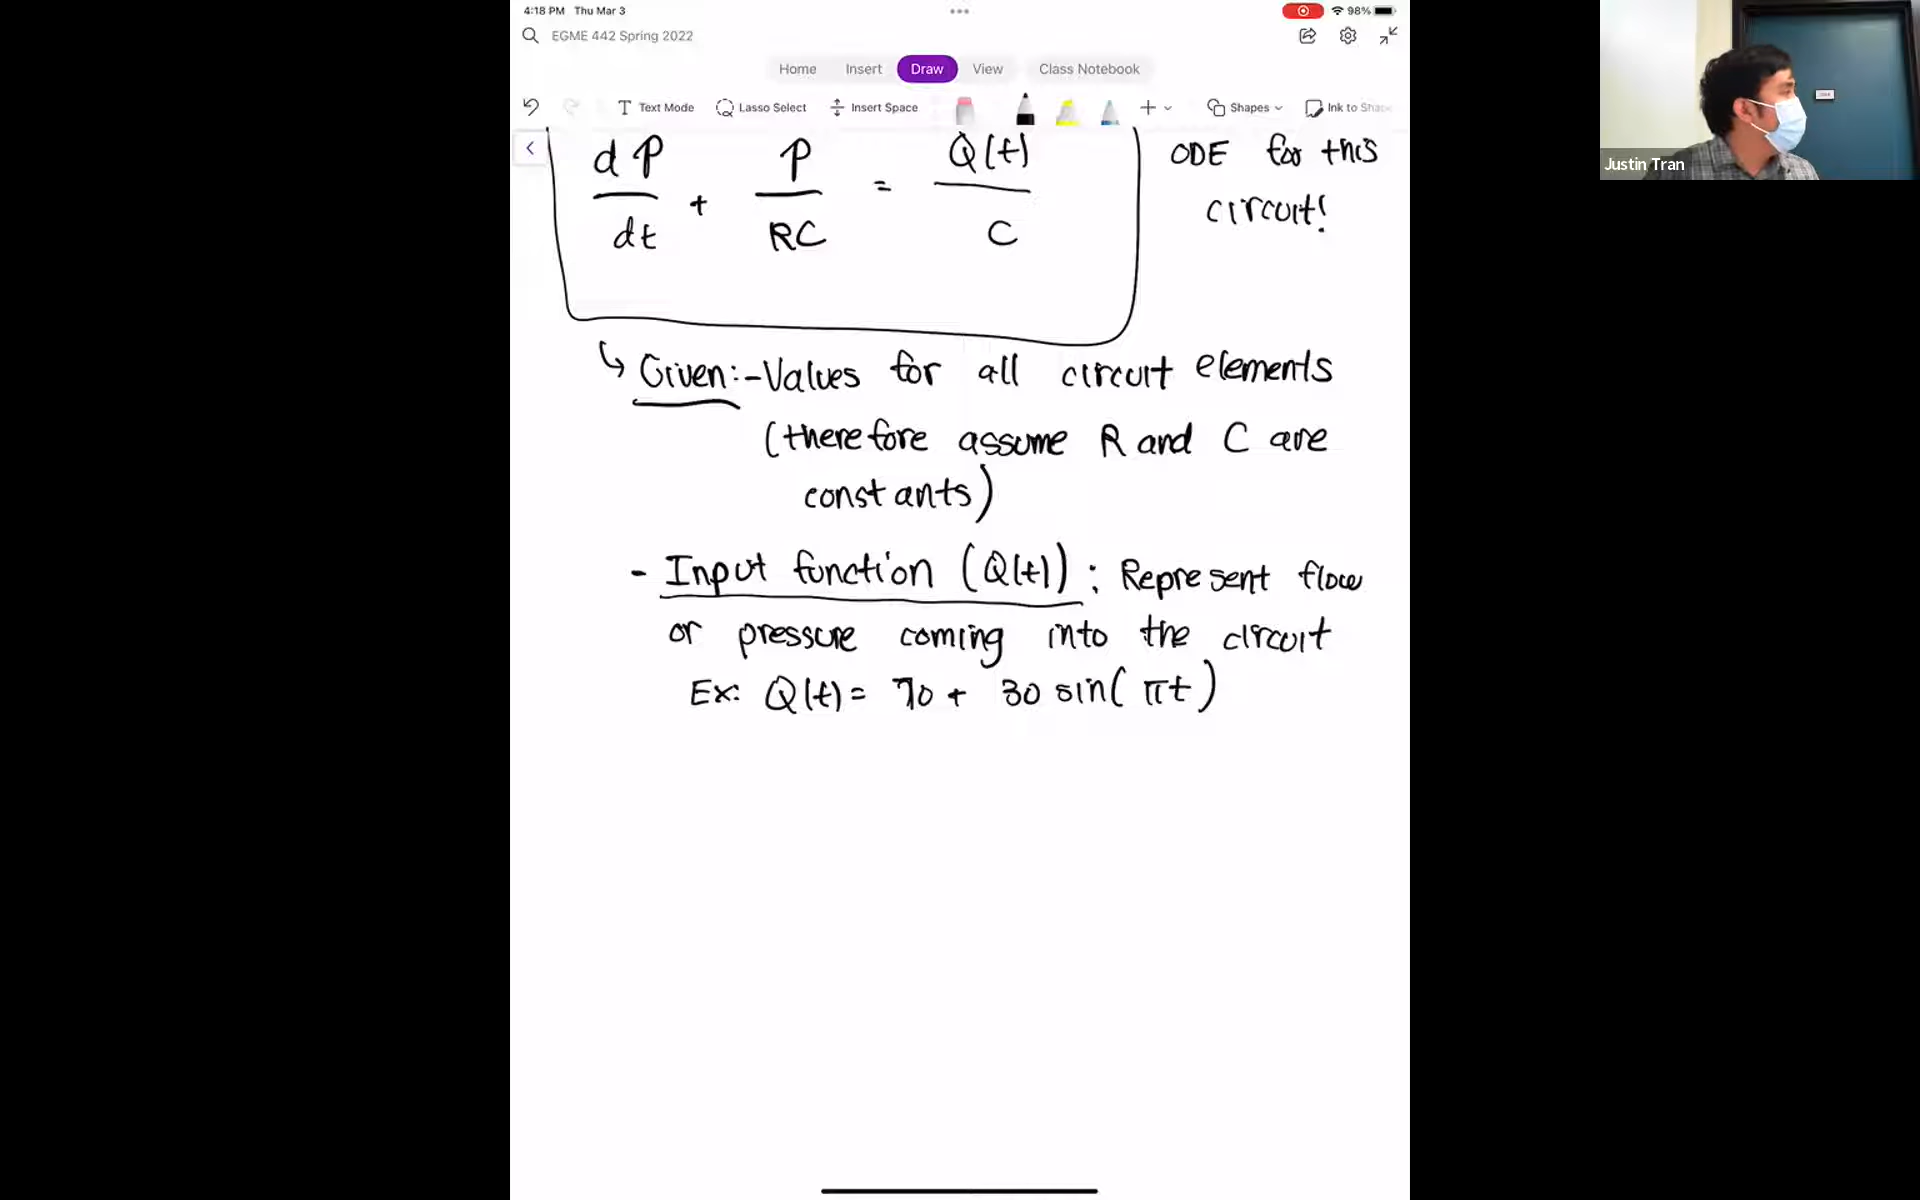 4:18 PM Thu Mar 3
98%
EGME 442 Spring 2022
Home Insert Draw View Class Notebook
Text Mode Lasso Select Insert Space Shapes Ink to Shape
dP/dt + P/RC = Q(t)/C
ODE for this
circuit!
Given: - Values for all circuit elements
(therefore assume R and C are
constants)
- Input function (Q(t)): Represent flow
or pressure coming into the circuit
Ex: Q(t) = 70 + 30 sin(πt)
Justin Tran